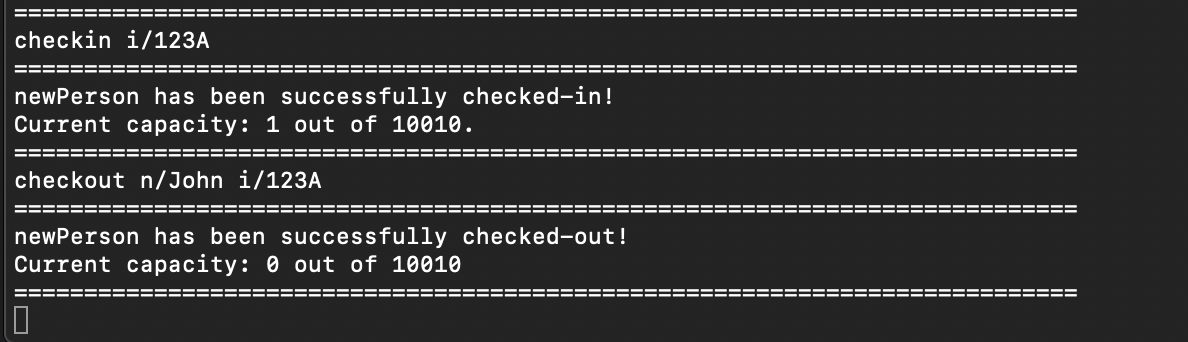 ============================================================================
checkin i/123A
============================================================================
newPerson has been successfully checked-in!
Current capacity: 1 out of 10010.
============================================================================
checkout n/John i/123A
============================================================================
newPerson has been successfully checked-out!
Current capacity: 0 out of 10010
============================================================================